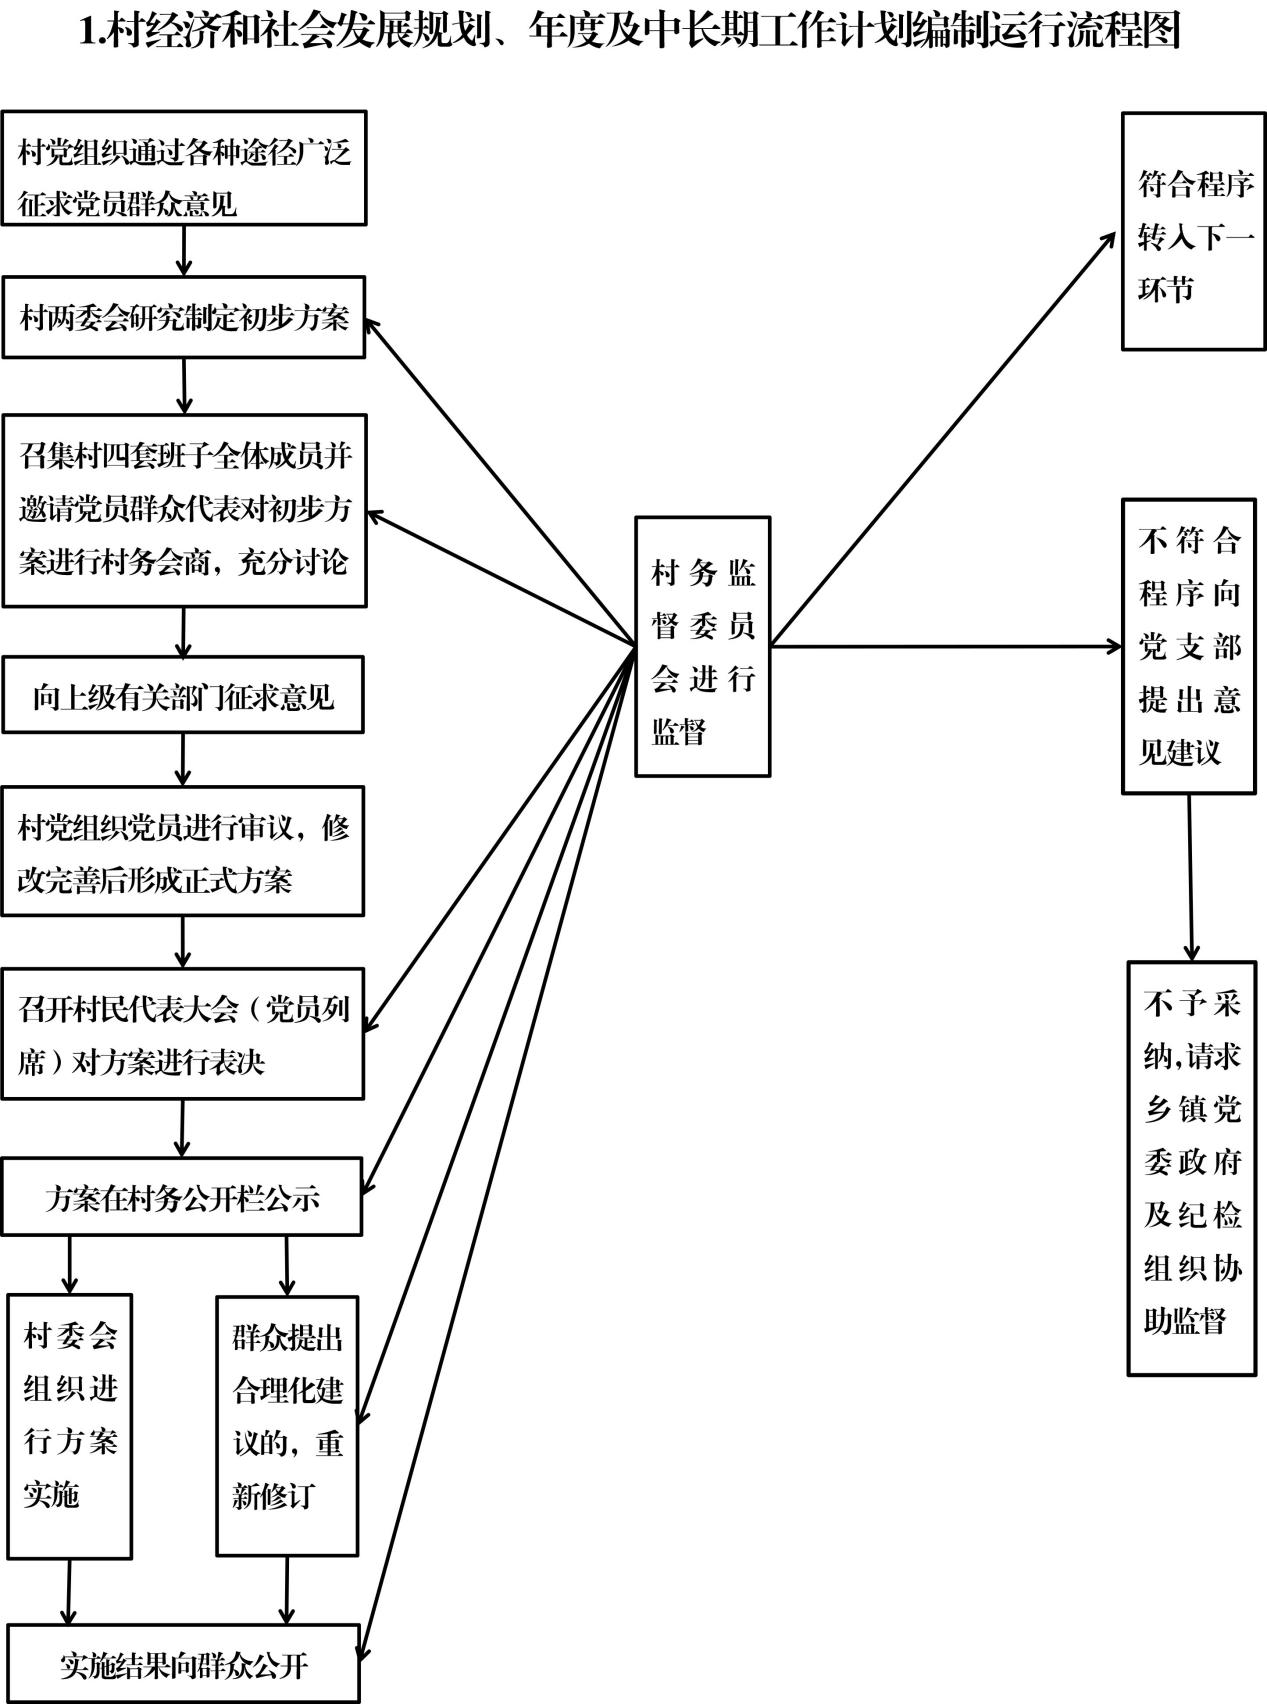 1.村经济和社会发展规划、年度及中长期工作计划编制运行流程图
村党组织通过各种途径广泛
征求党员群众意见
村两委会研究制定初步方案
召集村四套班子全体成员并
邀请党员群众代表对初步方
案进行村务会商，充分讨论
向上级有关部门征求意见
村党组织党员进行审议，修
改完善后形成正式方案
召开村民代表大会（党员列
席）对方案进行表决
方案在村务公开栏公示
村委会
组织进
行方案
实施
群众提出
合理化建
议的，重
新修订
实施结果向群众公开
村务监
督委员
会进行
监督
符合程序
转入下一
环节
不符合
程序向
党支部
提出意
见建议
不予采
纳,请求
乡镇党
委政府
及纪检
组织协
助监督